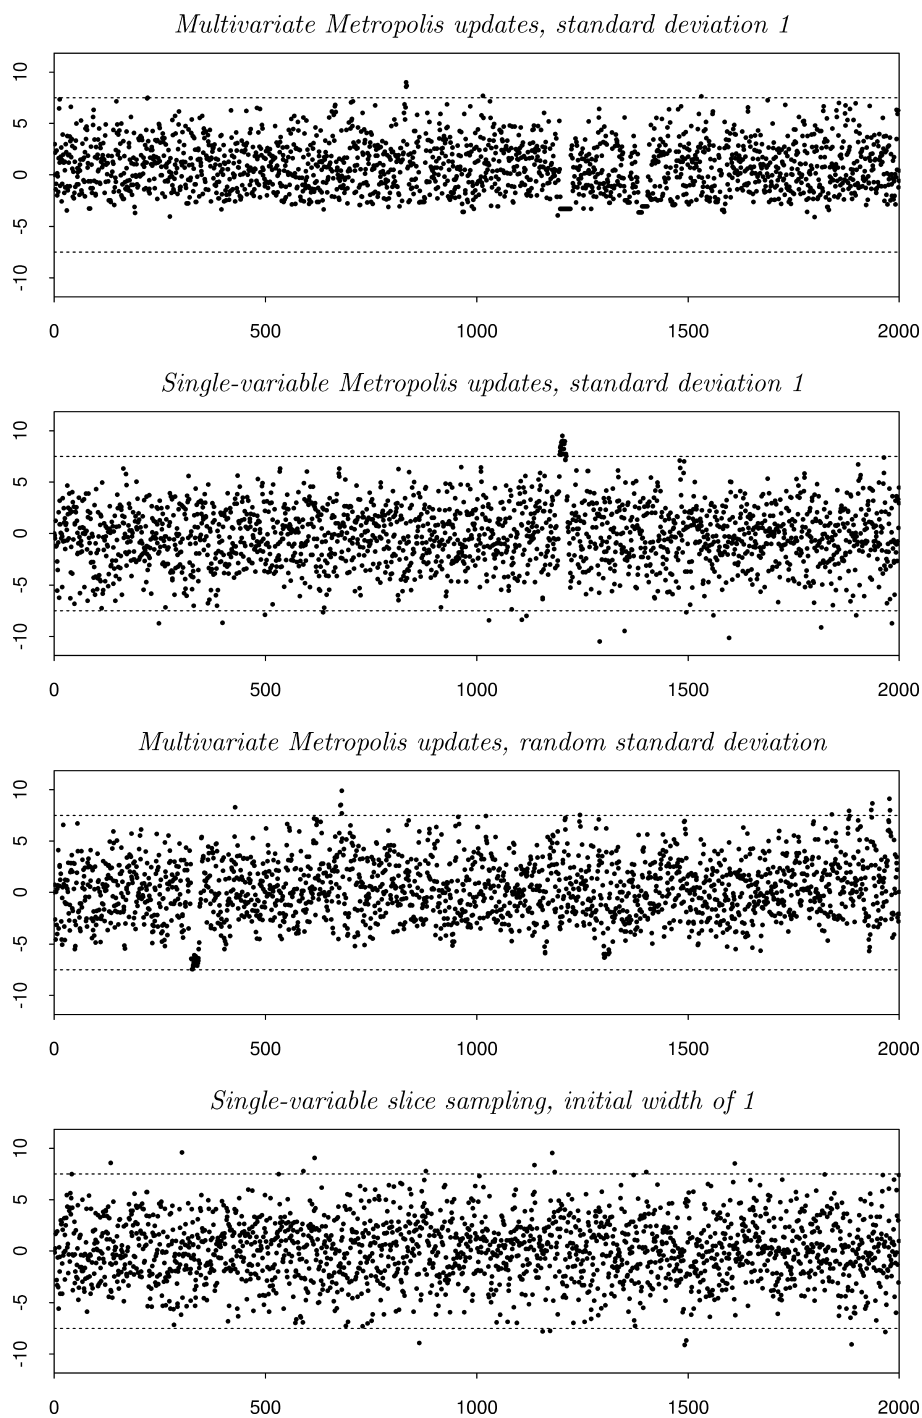 Multivariate Metropolis updates, standard deviation 1
10
5
0
-5
-10
0 500 1000 1500 2000
Single-variable Metropolis updates, standard deviation 1
10
5
0
-5
-10
0 500 1000 1500 2000
Multivariate Metropolis updates, random standard deviation
10
5
0
-5
-10
0 500 1000 1500 2000
Single-variable slice sampling, initial width of 1
10
5
0
-5
-10
0 500 1000 1500 2000